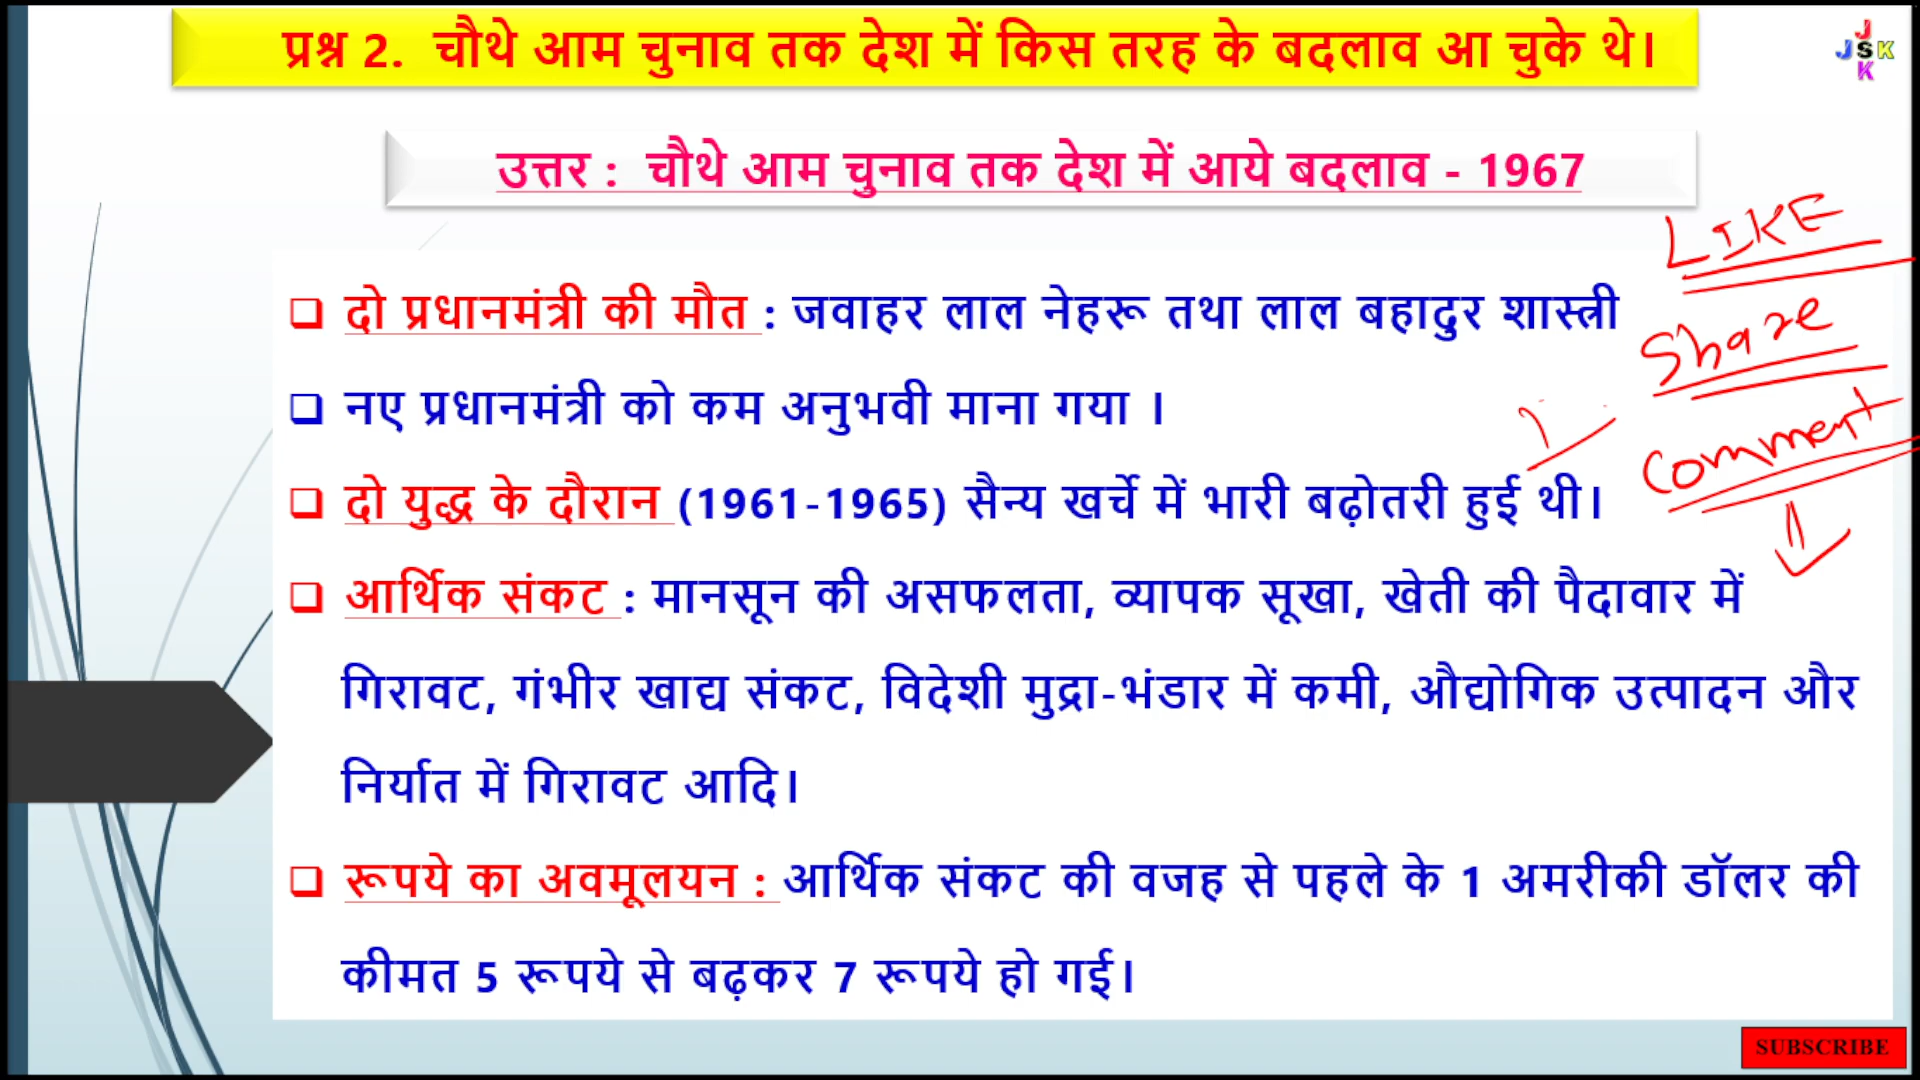 प्रश्न 2. चौथे आम चुनाव तक देश में किस तरह के बदलाव आ चुके थे।
J
J S K
K
उत्तर : चौथे आम चुनाव तक देश में आये बदलाव - 1967
LIKE
दो प्रधानमंत्री की मौत : जवाहर लाल नेहरू तथा लाल बहादुर शास्त्री
Share
नए प्रधानमंत्री को कम अनुभवी माना गया ।
Comment
दो युद्ध के दौरान (1961-1965) सैन्य खर्चे में भारी बढ़ोतरी हुई थी।
आर्थिक संकट : मानसून की असफलता, व्यापक सूखा, खेती की पैदावार में
गिरावट, गंभीर खाद्य संकट, विदेशी मुद्रा-भंडार में कमी, औद्योगिक उत्पादन और
निर्यात में गिरावट आदि।
रूपये का अवमूलयन : आर्थिक संकट की वजह से पहले के 1 अमरीकी डॉलर की
कीमत 5 रूपये से बढ़कर 7 रूपये हो गई।
SUBSCRIBE